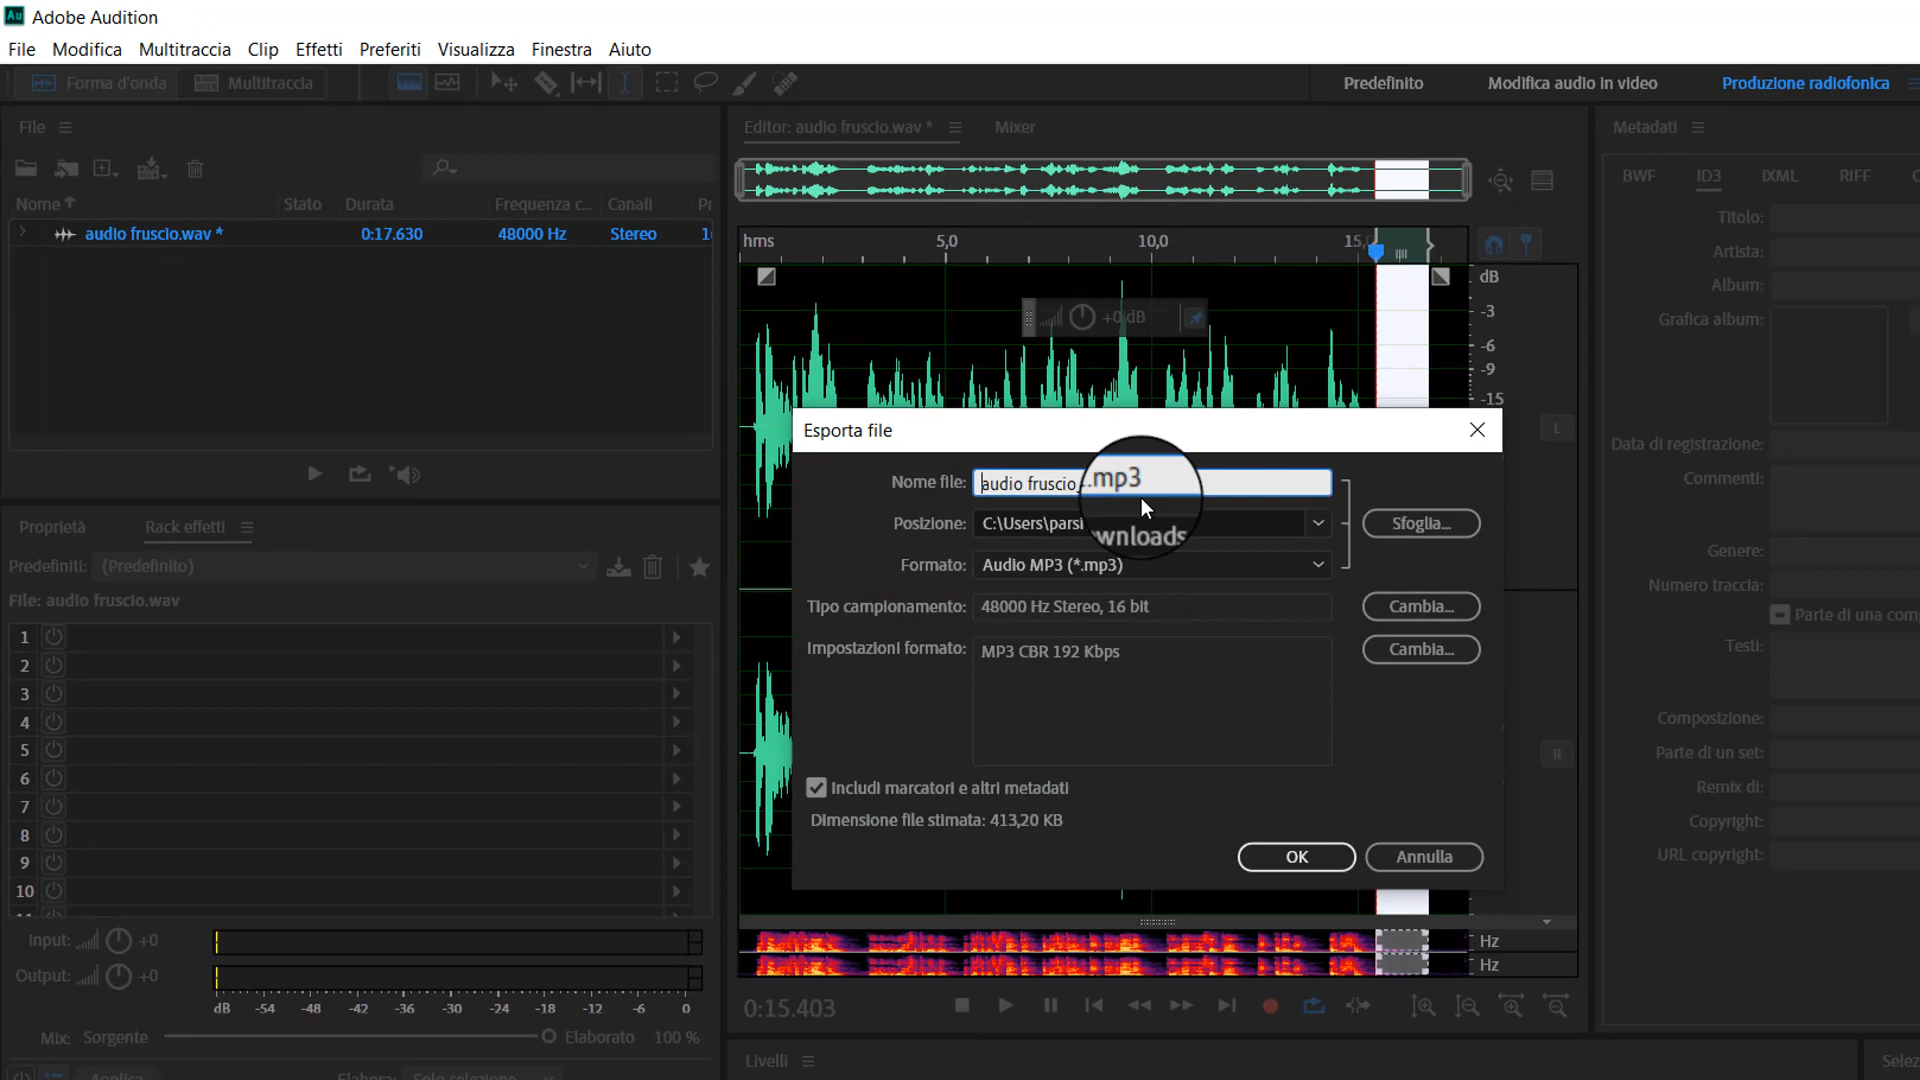 Au Adobe Audition
File Modifica Multitraccia Clip Effetti Preferiti Visualizza Finestra Aiuto
Forma d'onda Multitraccia Predefinito Modifica audio in video Produzione radiofonica
File
Nome Stato Durata Frequenza c... Canali
audio fruscio.wav * 0:17.630 48000 Hz Stereo
Proprietà Rack effetti
Predefiniti: (Predefinito)
File: audio fruscio.wav
1
2
3
4
5
6
7
8
9
10
Input: +0
Output: +0
dB -54 -48 -42 -36 -30 -24 -18 -12 -6 0
Mix: Sorgente Elaborato 100 %
Applica Elabora: Solo selezione
Editor: audio fruscio.wav * Mixer
hms 5,0 10,0 15,
dB
-3
-6
-9
-15
+0 dB
L
R
Esporta file
Nome file: audio fruscio_ .mp3
Posizione: C:\Users\parsi wnloads Sfoglia...
Formato: Audio MP3 (*.mp3)
Tipo campionamento: 48000 Hz Stereo, 16 bit Cambia...
Impostazioni formato: MP3 CBR 192 Kbps Cambia...
Includi marcatori e altri metadati
Dimensione file stimata: 413,20 KB
OK Annulla
Hz
Hz
0:15.403
Livelli
Metadati
BWF ID3 IXML RIFF
Titolo:
Artista:
Album:
Grafica album:
Data di registrazione:
Commenti:
Genere:
Numero traccia:
Parte di una com
Testi:
Composizione:
Parte di un set:
Remix di:
Copyright:
URL copyright:
Selez